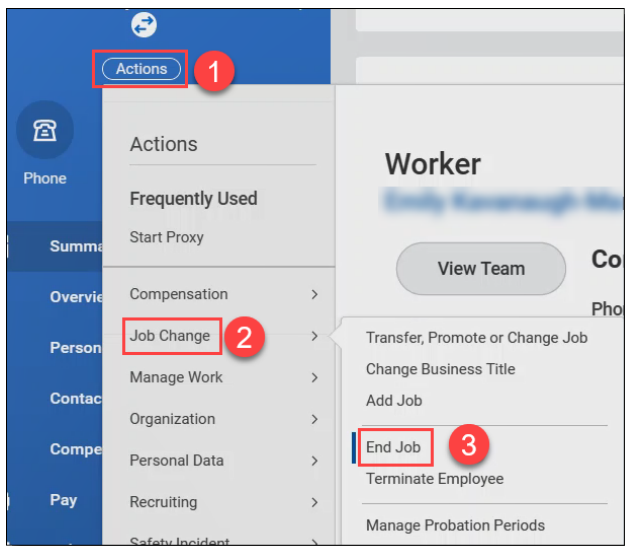 Actions
1
Phone
Actions
Frequently Used
Start Proxy
Worker
View Team
Co
Pho
Summa
Overvie
Person
Contac
Compe
Pay
Compensation
Job Change
2
Manage Work
Organization
Personal Data
Recruiting
Safety Incident
Transfer, Promote or Change Job
Change Business Title
Add Job
End Job
3
Terminate Employee
Manage Probation Periods